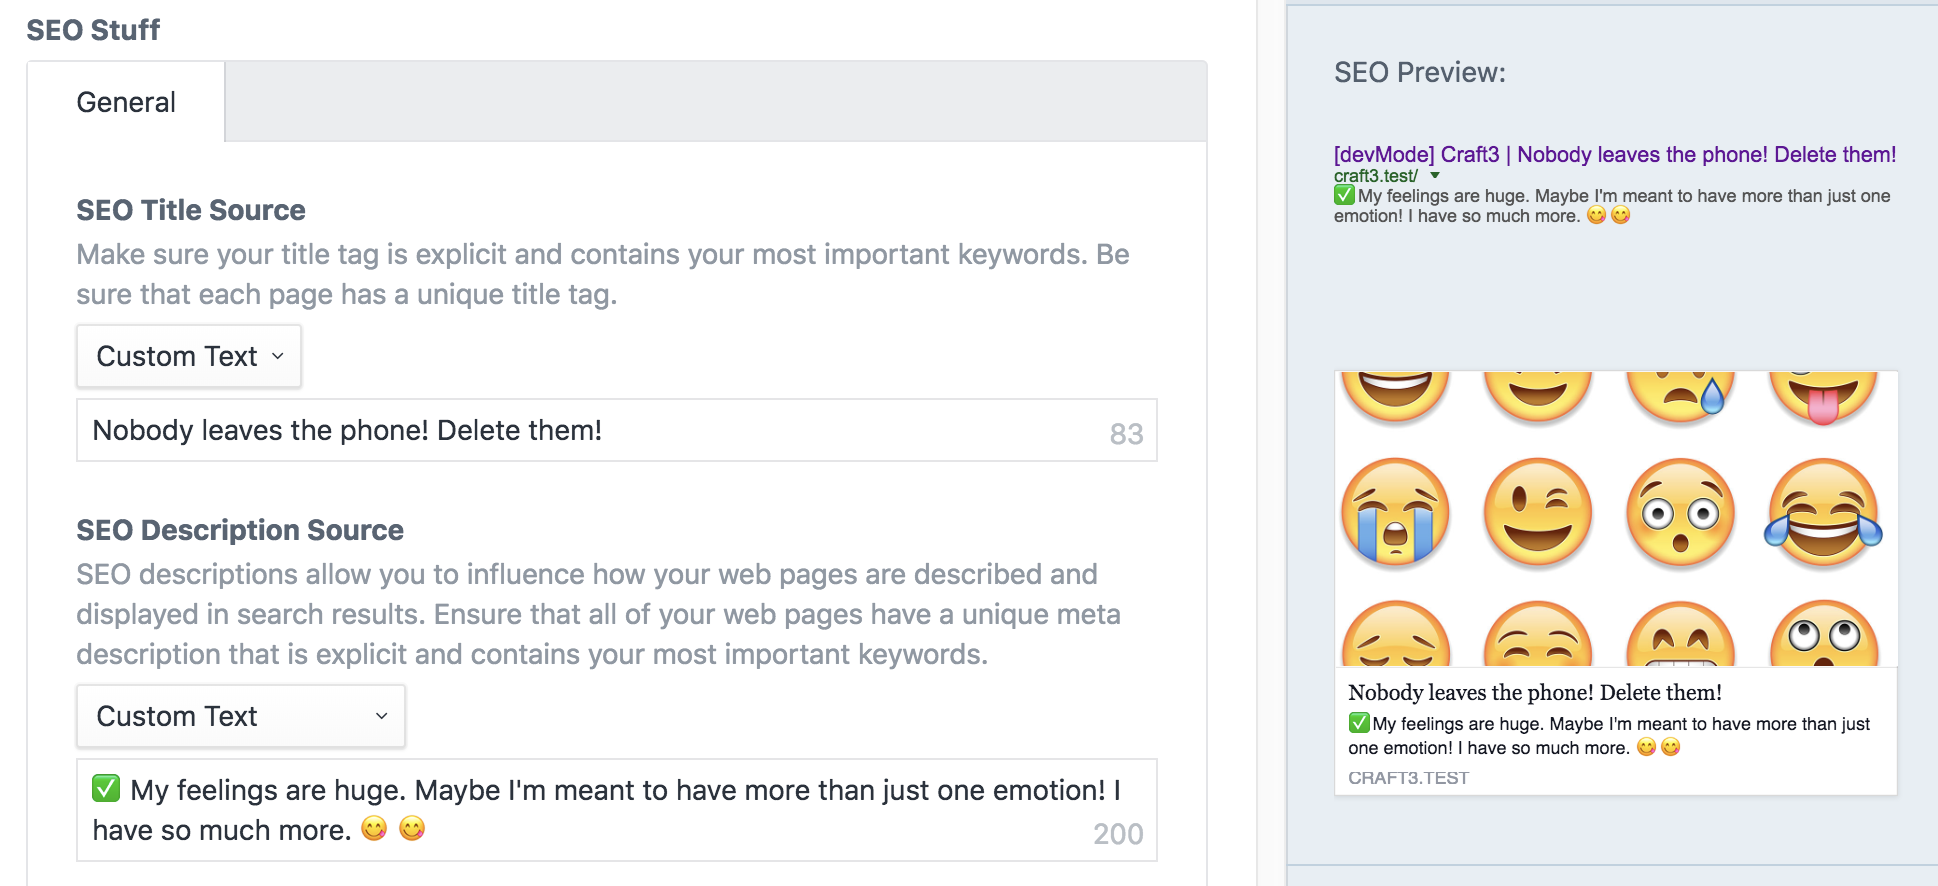 SEO Stuff
General
SEO Title Source
Make sure your title tag is explicit and contains your most important keywords. Be
sure that each page has a unique title tag.
Custom Text
Nobody leaves the phone! Delete them!
83
SEO Description Source
SEO descriptions allow you to influence how your web pages are described and
displayed in search results. Ensure that all of your web pages have a unique meta
description that is explicit and contains your most important keywords.
Custom Text
✅ My feelings are huge. Maybe I'm meant to have more than just one emotion! I
have so much more. 😋 😋
200
SEO Preview:
[devMode] Craft3 | Nobody leaves the phone! Delete them!
craft3.test/
✅My feelings are huge. Maybe I'm meant to have more than just one
emotion! I have so much more. 😋 😋
Nobody leaves the phone! Delete them!
✅My feelings are huge. Maybe I'm meant to have more than just
one emotion! I have so much more. 😋 😋
CRAFT3.TEST